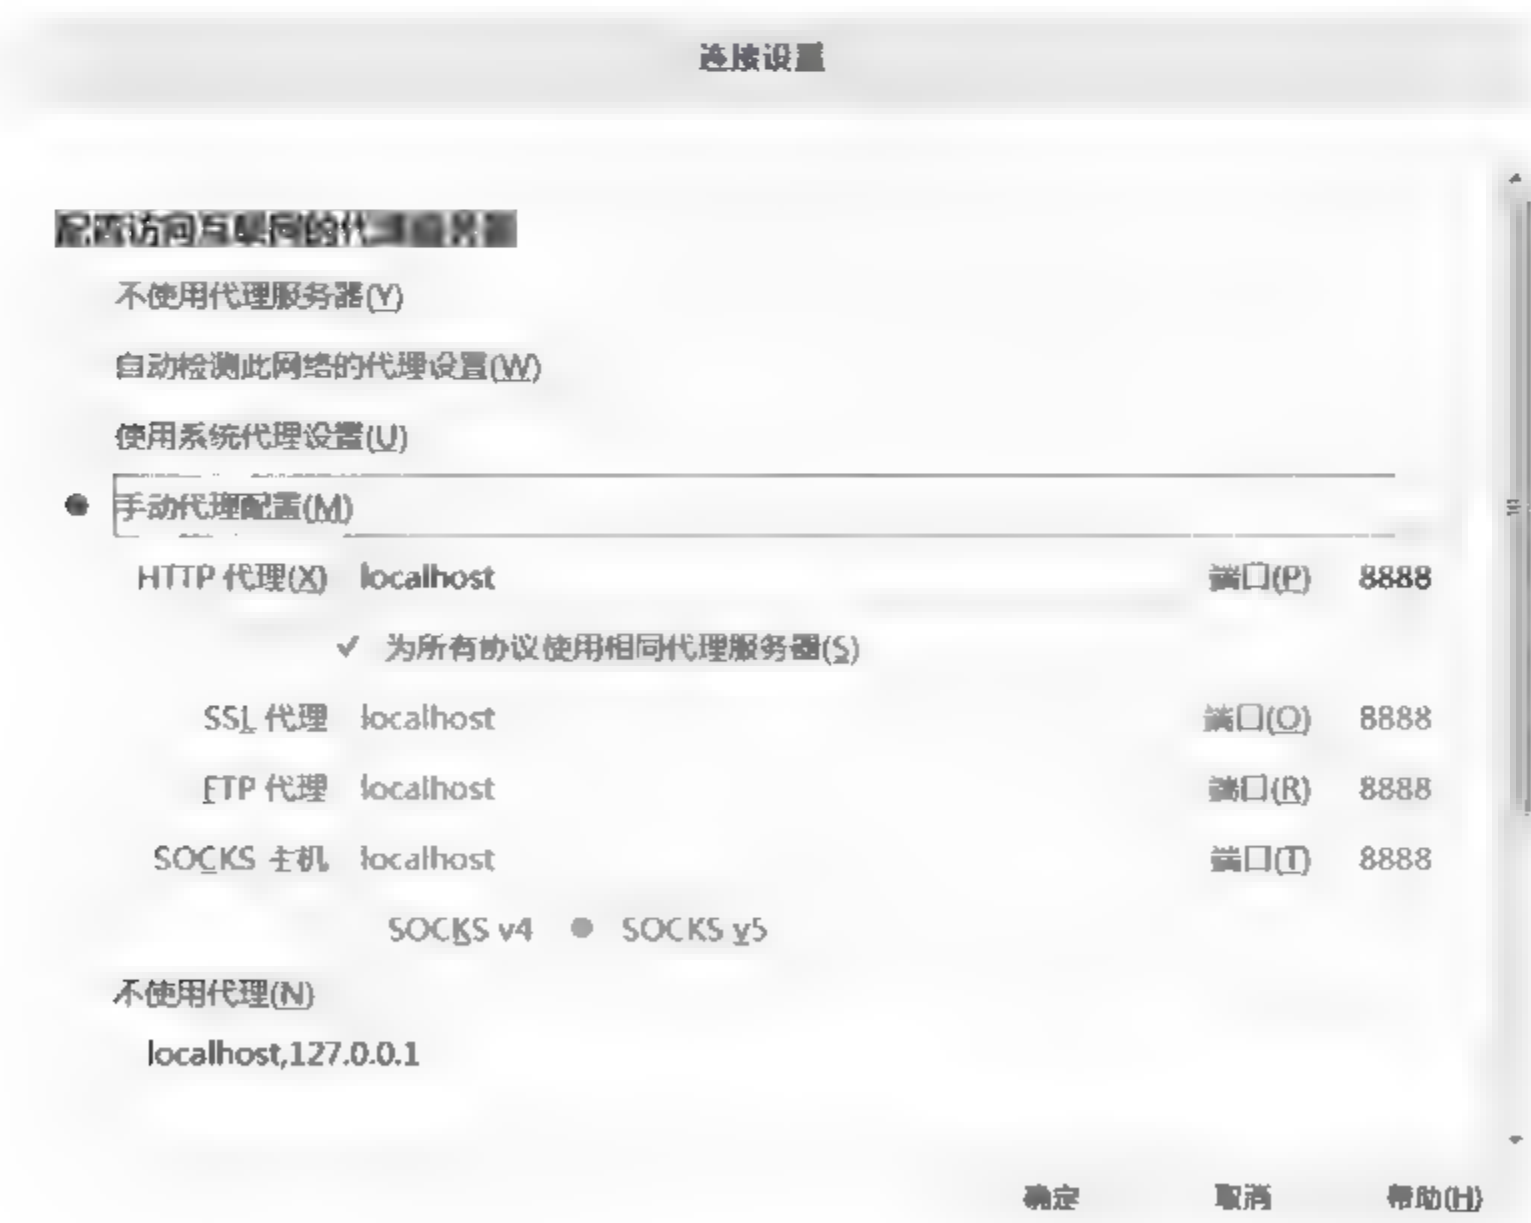 连接设置
配置访问互联网的代理服务器
不使用代理服务器(Y)
自动检测此网络的代理设置(W)
使用系统代理设置(U)
手动代理配置(M)
HTTP 代理(X) localhost 端口(P) 8888
✓ 为所有协议使用相同代理服务器(S)
SSL 代理 localhost 端口(O) 8888
FTP 代理 localhost 端口(R) 8888
SOCKS 主机 localhost 端口(T) 8888
SOCKS v4 SOCKS v5
不使用代理(N)
localhost,127.0.0.1
确定 取消 帮助(H)